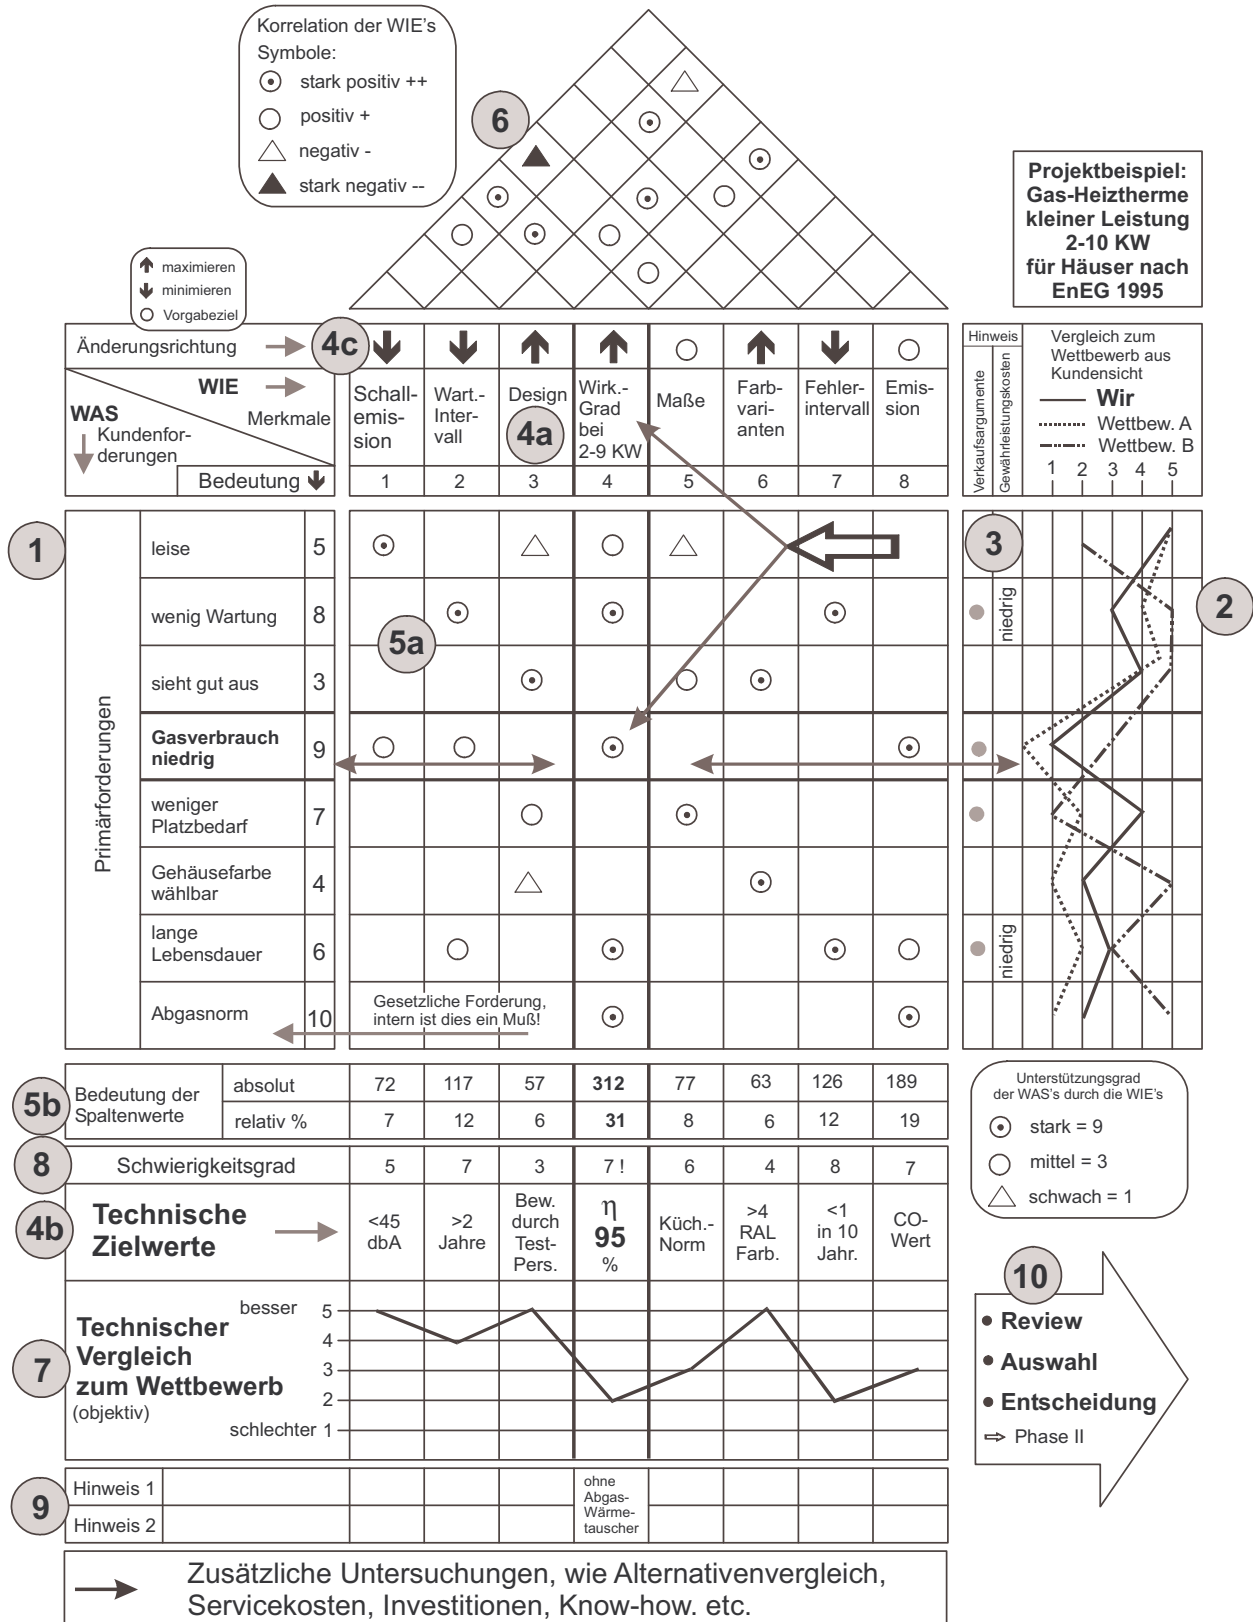 Korrelation der WIE's
Symbole:
stark positiv ++
positiv +
negativ -
stark negativ --
6
Projektbeispiel:
Gas-Heiztherme
kleiner Leistung
2-10 KW
für Häuser nach
EnEG 1995
maximieren
minimieren
Vorgabeziel
Änderungsrichtung
4c
WIE
Merkmale
WAS
Kundenfor-
derungen
Bedeutung
Schall-
emis-
sion
Wart.-
Inter-
vall
Design
4a
Wirk.-
Grad
bei
2-9 KW
Maße
Farb-
vari-
anten
Fehler-
intervall
Emis-
sion
1 2 3 4 5 6 7 8
Hinweis
Verkaufsargumente
Gewährleistungskosten
Vergleich zum
Wettbewerb aus
Kundensicht
Wir
Wettbew. A
Wettbew. B
1 2 3 4 5
1
Primärforderungen
leise 5
3
wenig Wartung 8
niedrig
2
5a
sieht gut aus 3
Gasverbrauch
niedrig 9
weniger
Platzbedarf 7
Gehäusefarbe
wählbar 4
lange
Lebensdauer 6
niedrig
Abgasnorm 10
Gesetzliche Forderung,
intern ist dies ein Muß!
5b
Bedeutung der
Spaltenwerte
absolut 72 117 57 312 77 63 126 189
relativ % 7 12 6 31 8 6 12 19
Unterstützungsgrad
der WAS's durch die WIE's
stark = 9
mittel = 3
schwach = 1
8
Schwierigkeitsgrad 5 7 3 7 ! 6 4 8 7
4b
Technische
Zielwerte
<45
dbA
>2
Jahre
Bew.
durch
Test-
Pers.
η
95
%
Küch.-
Norm
>4
RAL
Farb.
<1
in 10
Jahr.
CO-
Wert
7
Technischer
Vergleich
zum Wettbewerb
(objektiv)
besser 5
4
3
2
schlechter 1
10
Review
Auswahl
Entscheidung
Phase II
9
Hinweis 1
Hinweis 2
ohne
Abgas-
Wärme-
tauscher
Zusätzliche Untersuchungen, wie Alternativenvergleich,
Servicekosten, Investitionen, Know-how. etc.